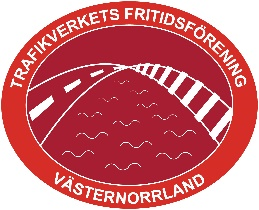 TRAFIKVERKETS FRITIDSFÖRENING
VÄSTERNORRLAND